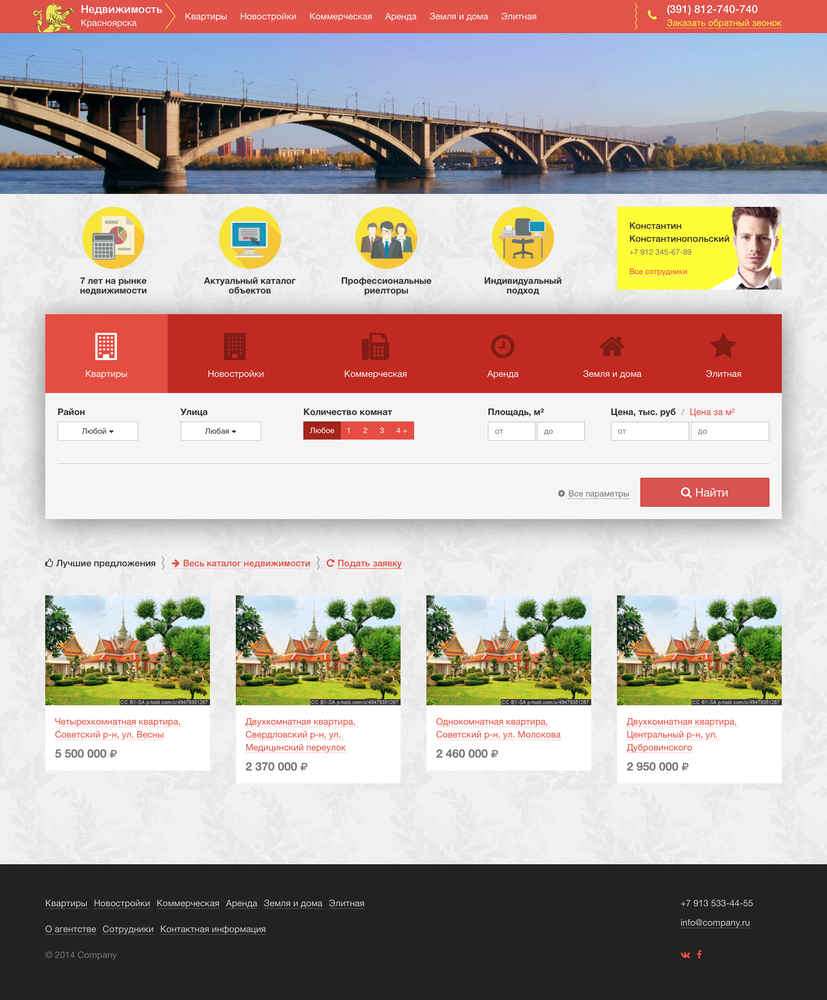 Недвижимость
Красноярска
Квартиры Новостройки Коммерческая Аренда Земля и дома Элитная
(391) 812-740-740
Заказать обратный звонок
7 лет на рынке
недвижимости
Актуальный каталог
объектов
Профессиональные
риелторы
Индивидуальный
подход
Константин
Константинопольский
+7 912 345-67-89
Все сотрудники
Квартиры Новостройки Коммерческая Аренда Земля и дома Элитная
Район Улица Количество комнат Площадь, м² Цена, тыс. руб / Цена за м²
Любой Любая Любое 1 2 3 4 + от до от до
Все параметры Найти
Лучшие предложения Весь каталог недвижимости Подать заявку
CC BY-SA p-hold.com/c/49479351267
CC BY-SA p-hold.com/c/49479351267
CC BY-SA p-hold.com/c/49479351267
CC BY-SA p-hold.com/c/49479351267
Четырехкомнатная квартира,
Советский р-н, ул. Весны
5 500 000 ₽
Двухкомнатная квартира,
Свердловский р-н, ул.
Медицинский переулок
2 370 000 ₽
Однокомнатная квартира,
Советский р-н, ул. Молокова
2 460 000 ₽
Двухкомнатная квартира,
Центральный р-н, ул.
Дубровинского
2 950 000 ₽
Квартиры Новостройки Коммерческая Аренда Земля и дома Элитная
О агентстве Сотрудники Контактная информация
© 2014 Company
+7 913 533-44-55
info@company.ru